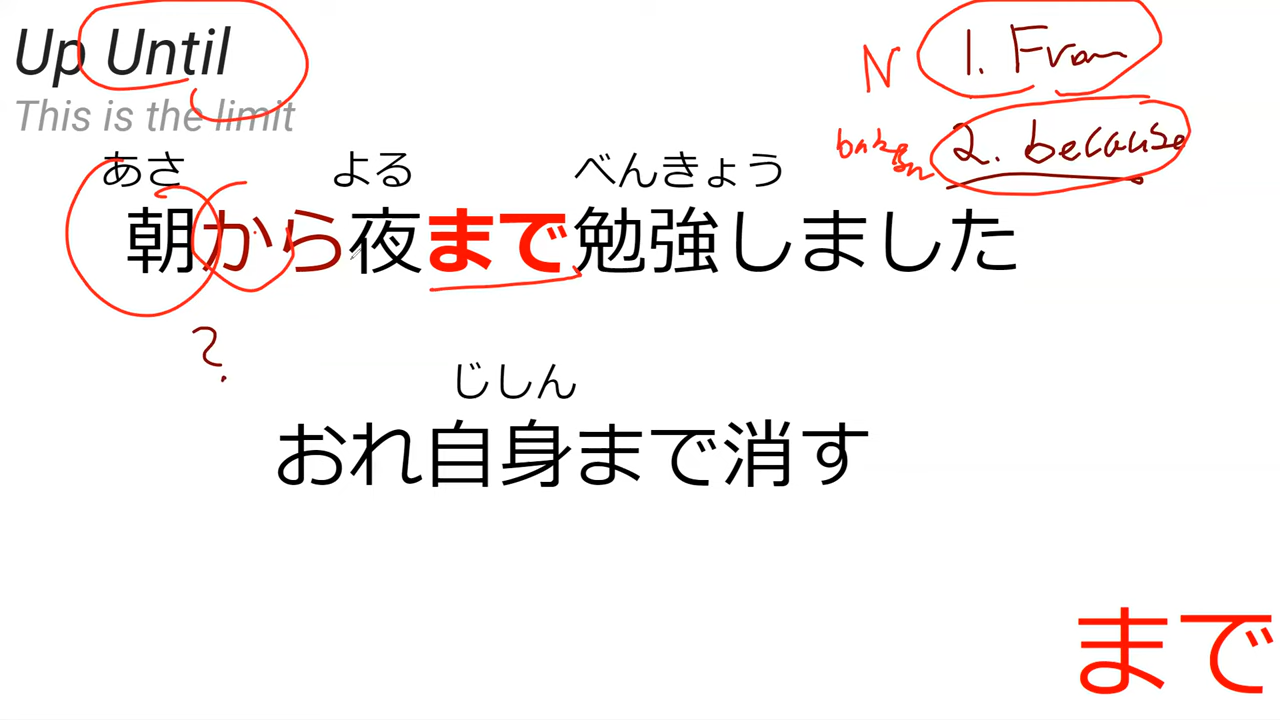 Up Until
This is the limit
N 1. From
2. because
あさ よる べんきょう
朝から夜まで勉強しました
?
じしん
おれ自身まで消す
まで